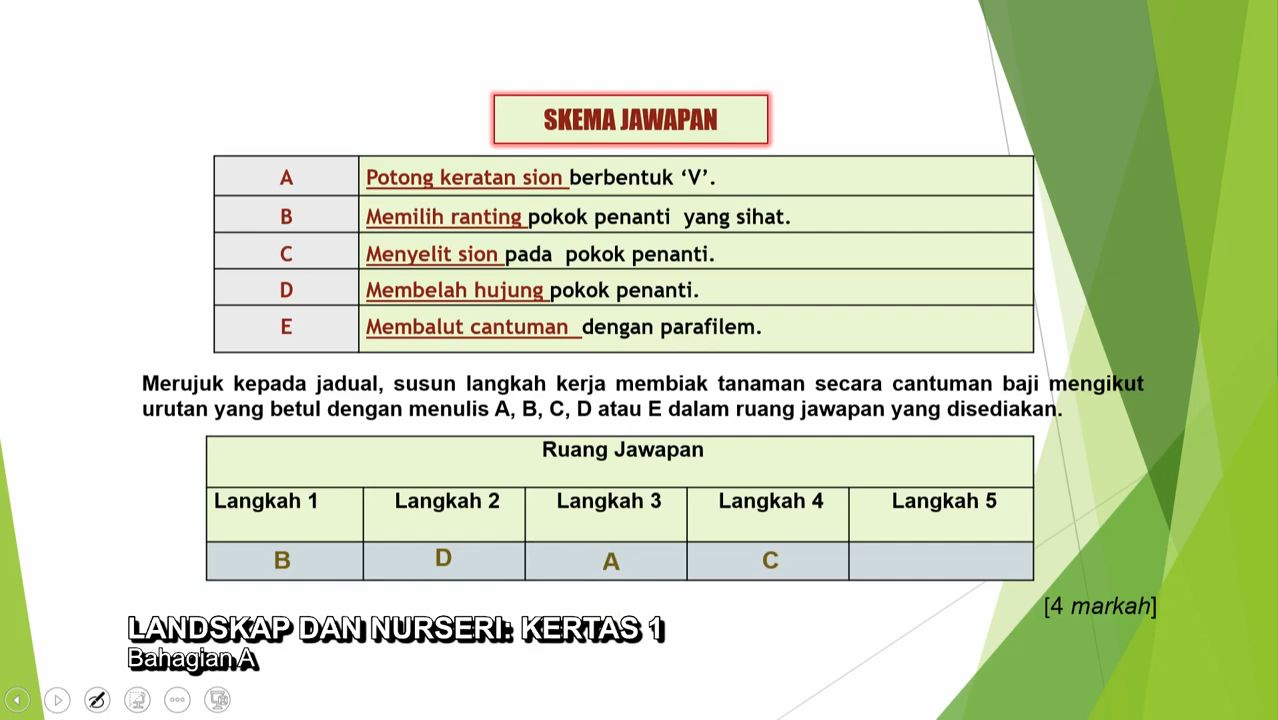 SKEMA JAWAPAN
A Potong keratan sion berbentuk ‘V’.
B Memilih ranting pokok penanti yang sihat.
C Menyelit sion pada pokok penanti.
D Membelah hujung pokok penanti.
E Membalut cantuman dengan parafilem.
Merujuk kepada jadual, susun langkah kerja membiak tanaman secara cantuman baji mengikut
urutan yang betul dengan menulis A, B, C, D atau E dalam ruang jawapan yang disediakan.
Ruang Jawapan
Langkah 1 Langkah 2 Langkah 3 Langkah 4 Langkah 5
B D A C
[4 markah]
LANDSKAP DAN NURSERI: KERTAS 1
Bahagian A